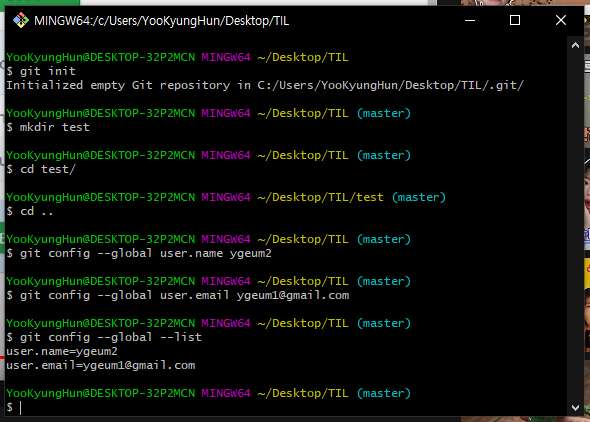 MINGW64:/c/Users/YooKyungHun/Desktop/TIL
YooKyungHun@DESKTOP-32P2MCN MINGW64 ~/Desktop/TIL
$ git init
Initialized empty Git repository in C:/Users/YooKyungHun/Desktop/TIL/.git/
YooKyungHun@DESKTOP-32P2MCN MINGW64 ~/Desktop/TIL (master)
$ mkdir test
YooKyungHun@DESKTOP-32P2MCN MINGW64 ~/Desktop/TIL (master)
$ cd test/
YooKyungHun@DESKTOP-32P2MCN MINGW64 ~/Desktop/TIL/test (master)
$ cd ..
YooKyungHun@DESKTOP-32P2MCN MINGW64 ~/Desktop/TIL (master)
$ git config --global user.name ygeum2
YooKyungHun@DESKTOP-32P2MCN MINGW64 ~/Desktop/TIL (master)
$ git config --global user.email ygeum1@gmail.com
YooKyungHun@DESKTOP-32P2MCN MINGW64 ~/Desktop/TIL (master)
$ git config --global --list
user.name=ygeum2
user.email=ygeum1@gmail.com
YooKyungHun@DESKTOP-32P2MCN MINGW64 ~/Desktop/TIL (master)
$